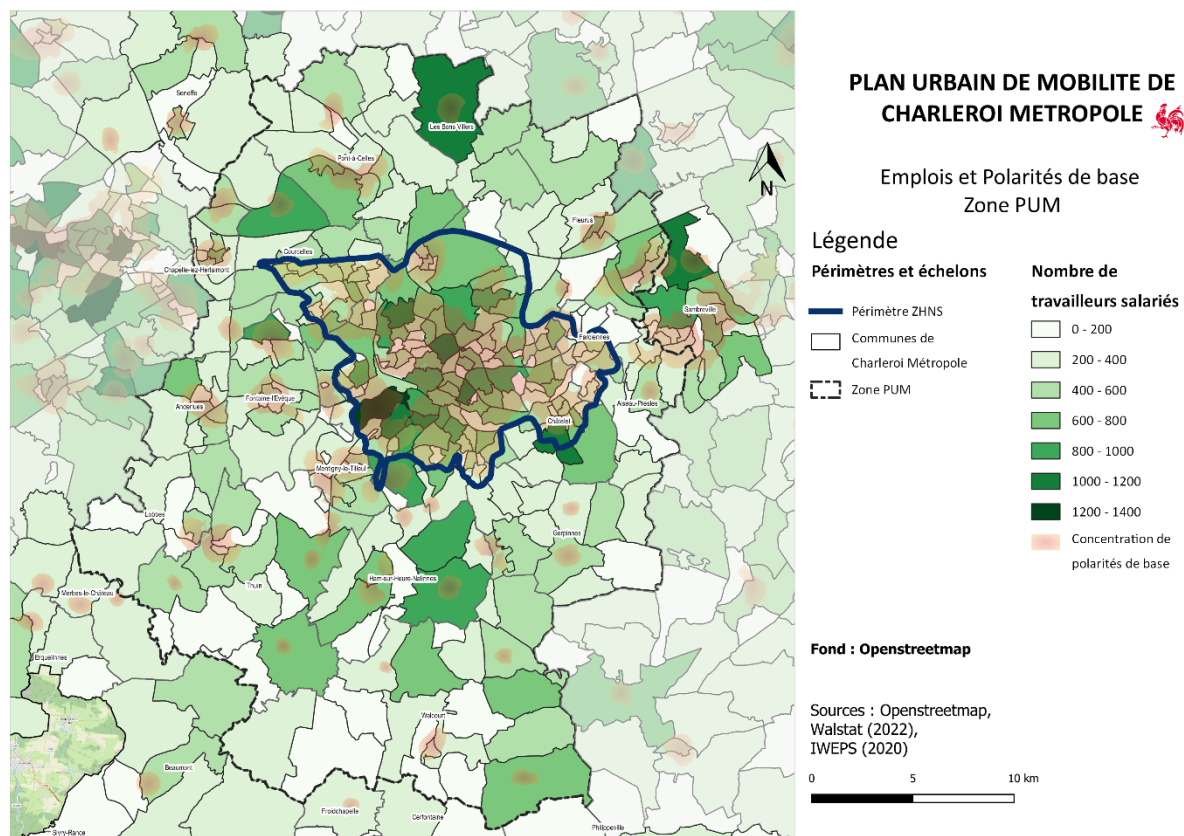 PLAN URBAIN DE MOBILITE DE
CHARLEROI METROPOLE
Emplois et Polarités de base
Zone PUM
N
Légende
Périmètres et échelons
Périmètre ZHNS
Communes de
Charleroi Métropole
Zone PUM
Nombre de
travailleurs salariés
0 - 200
200 - 400
400 - 600
600 - 800
800 - 1000
1000 - 1200
1200 - 1400
Concentration de
polarités de base
Fond : Openstreetmap
Sources : Openstreetmap,
Walstat (2022),
IWEPS (2020)
0 5 10 km
Seneffe
Les Bons Villers
Pont-à-Celles
Fleurus
Courcelles
Chapelle-lez-Herlaimont
Sambreville
Farciennes
Fontaine-l'Evêque
Anderlues
Aiseau-Presles
Châtelet
Montigny-le-Tilleul
Lobbes
Gerpinnes
Thuin
Ham-sur-Heure-Nalinnes
Merbes-le-Château
Erquelinnes
Walcourt
Beaumont
Froidchapelle
Cerfontaine
Philippeville
Sivry-Rance